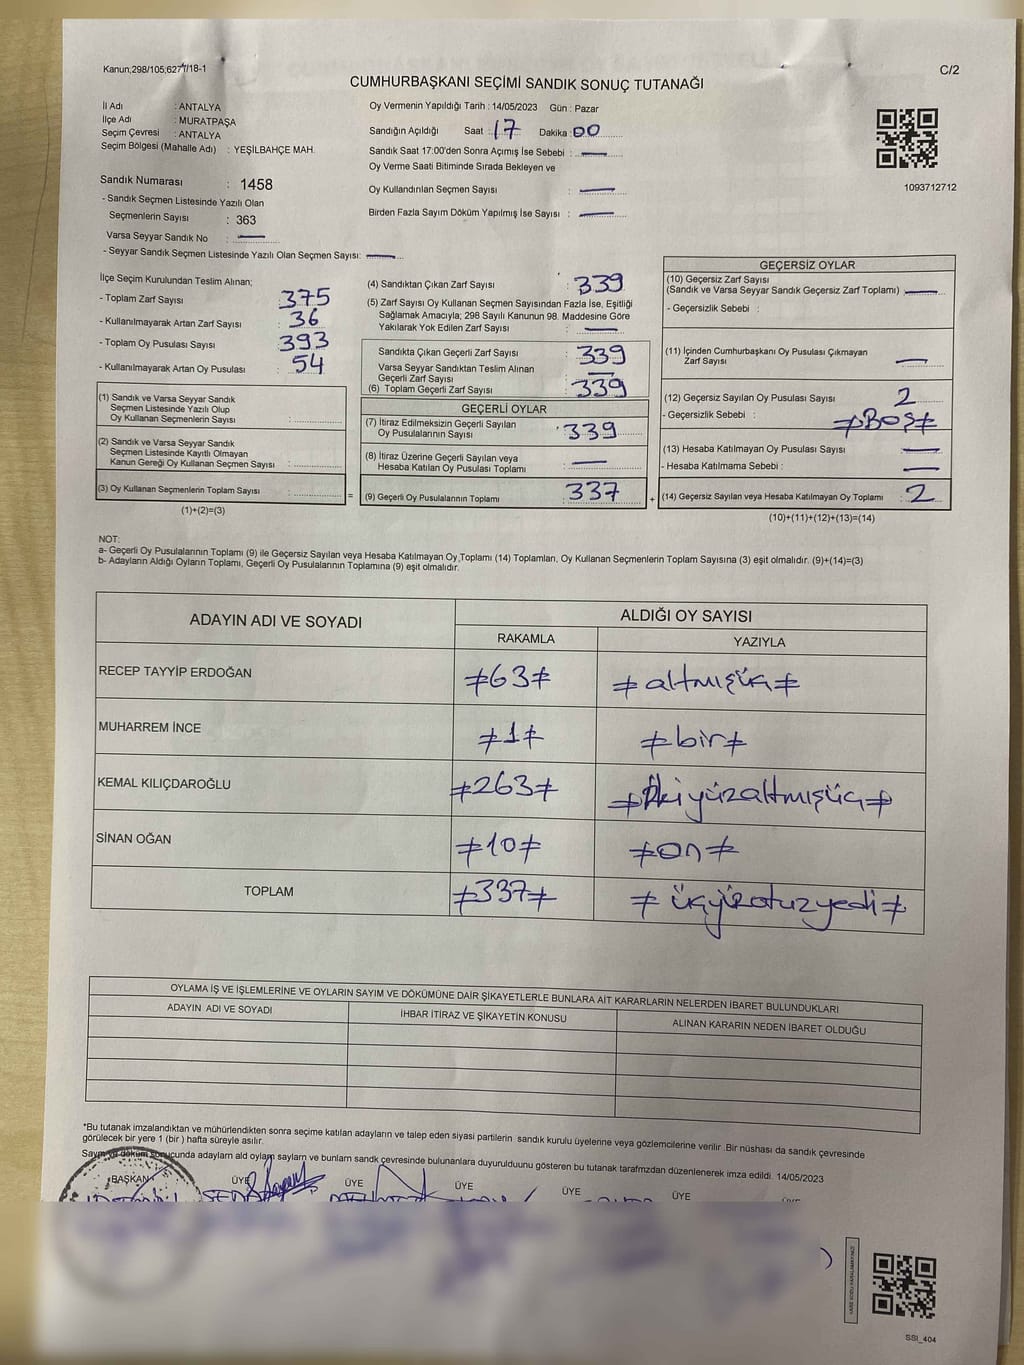 Kanun;298/105;627/18-1
C/2
CUMHURBAŞKANI SEÇİMİ SANDIK SONUÇ TUTANAĞI
İl Adı : ANTALYA
İlçe Adı : MURATPAŞA
Seçim Çevresi : ANTALYA
Seçim Bölgesi (Mahalle Adı) : YEŞİLBAHÇE MAH.
Sandık Numarası : 1458
- Sandık Seçmen Listesinde Yazılı Olan
Seçmenlerin Sayısı : 363
Varsa Seyyar Sandık No : —
- Seyyar Sandık Seçmen Listesinde Yazılı Olan Seçmen Sayısı: —
Oy Vermenin Yapıldığı Tarih : 14/05/2023 Gün : Pazar
Sandığın Açıldığı Saat : 17 Dakika : 00
Sandık Saat 17:00'den Sonra Açımış İse Sebebi : —
Oy Verme Saati Bitiminde Sırada Bekleyen ve
Oy Kullandırılan Seçmen Sayısı : —
Birden Fazla Sayım Döküm Yapılmış İse Sayısı : —
1093712712
İlçe Seçim Kurulundan Teslim Alınan;
- Toplam Zarf Sayısı : 375
- Kullanılmayarak Artan Zarf Sayısı : 36
- Toplam Oy Pusulası Sayısı : 393
- Kullanılmayarak Artan Oy Pusulası : 54
(1) Sandık ve Varsa Seyyar Sandık
Seçmen Listesinde Yazılı Olup
Oy Kullanan Seçmenlerin Sayısı :
(2) Sandık ve Varsa Seyyar Sandık
Seçmen Listesinde Kayıtlı Olmayan
Kanun Gereği Oy Kullanan Seçmen Sayısı :
(3) Oy Kullanan Seçmenlerin Toplam Sayısı :
(1)+(2)=(3)
=
(4) Sandıktan Çıkan Zarf Sayısı : 339
(5) Zarf Sayısı Oy Kullanan Seçmen Sayısından Fazla İse, Eşitliği
Sağlamak Amacıyla; 298 Sayılı Kanunun 98. Maddesine Göre
Yakılarak Yok Edilen Zarf Sayısı : —
Sandıkta Çıkan Geçerli Zarf Sayısı : 339
Varsa Seyyar Sandıktan Teslim Alınan
Geçerli Zarf Sayısı : —
(6) Toplam Geçerli Zarf Sayısı : 339
GEÇERLİ OYLAR
(7) İtiraz Edilmeksizin Geçerli Sayılan
Oy Pusulalarının Sayısı : 339
(8) İtiraz Üzerine Geçerli Sayılan veya
Hesaba Katılan Oy Pusulası Toplamı : —
(9) Geçerli Oy Pusulalarının Toplamı : 337
+
GEÇERSİZ OYLAR
(10) Geçersiz Zarf Sayısı
(Sandık ve Varsa Seyyar Sandık Geçersiz Zarf Toplamı) : —
- Geçersizlik Sebebi :
(11) İçinden Cumhurbaşkanı Oy Pusulası Çıkmayan
Zarf Sayısı : —
(12) Geçersiz Sayılan Oy Pusulası Sayısı : 2
- Geçersizlik Sebebi : ≠BOŞ≠
(13) Hesaba Katılmayan Oy Pusulası Sayısı : —
- Hesaba Katılmama Sebebi : —
(14) Geçersiz Sayılan veya Hesaba Katılmayan Oy Toplamı : 2
(10)+(11)+(12)+(13)=(14)
NOT:
a- Geçerli Oy Pusulalarının Toplamı (9) ile Geçersiz Sayılan veya Hesaba Katılmayan Oy Toplamı (14) Toplamları, Oy Kullanan Seçmenlerin Toplam Sayısına (3) eşit olmalıdır. (9)+(14)=(3)
b- Adayların Aldığı Oyların Toplamı, Geçerli Oy Pusulalarının Toplamına (9) eşit olmalıdır.
ADAYIN ADI VE SOYADI
ALDIĞI OY SAYISI
RAKAMLA YAZIYLA
RECEP TAYYİP ERDOĞAN ≠63≠ ≠altmışüç≠
MUHARREM İNCE ≠1≠ ≠bir≠
KEMAL KILIÇDAROĞLU ≠263≠ ≠İkiyüzaltmışüç≠
SİNAN OĞAN ≠10≠ ≠on≠
TOPLAM ≠337≠ ≠üçyüzotuzyedi≠
OYLAMA İŞ VE İŞLEMLERİNE VE OYLARIN SAYIM VE DÖKÜMÜNE DAİR ŞİKAYETLERLE BUNLARA AİT KARARLARIN NELERDEN İBARET BULUNDUKLARI
ADAYIN ADI VE SOYADI İHBAR İTİRAZ VE ŞİKAYETİN KONUSU ALINAN KARARIN NEDEN İBARET OLDUĞU
*Bu tutanak imzalandıktan ve mühürlendikten sonra seçime katılan adayların ve talep eden siyasi partilerin sandık kurulu üyelerine veya gözlemcilerine verilir .Bir nüshası da sandık çevresinde
görülecek bir yere 1 (bir ) hafta süreyle asılır.
Sayım ve döküm sonucunda adayların aldı oyları sayları ve bunların sandk çevresinde bulunanlara duyurulduunu gösteren bu tutanak tarafmzdan düzenlenerek imza edildi. 14/05/2023
BAŞKAN ÜYE ÜYE ÜYE ÜYE ÜYE
SSI_404